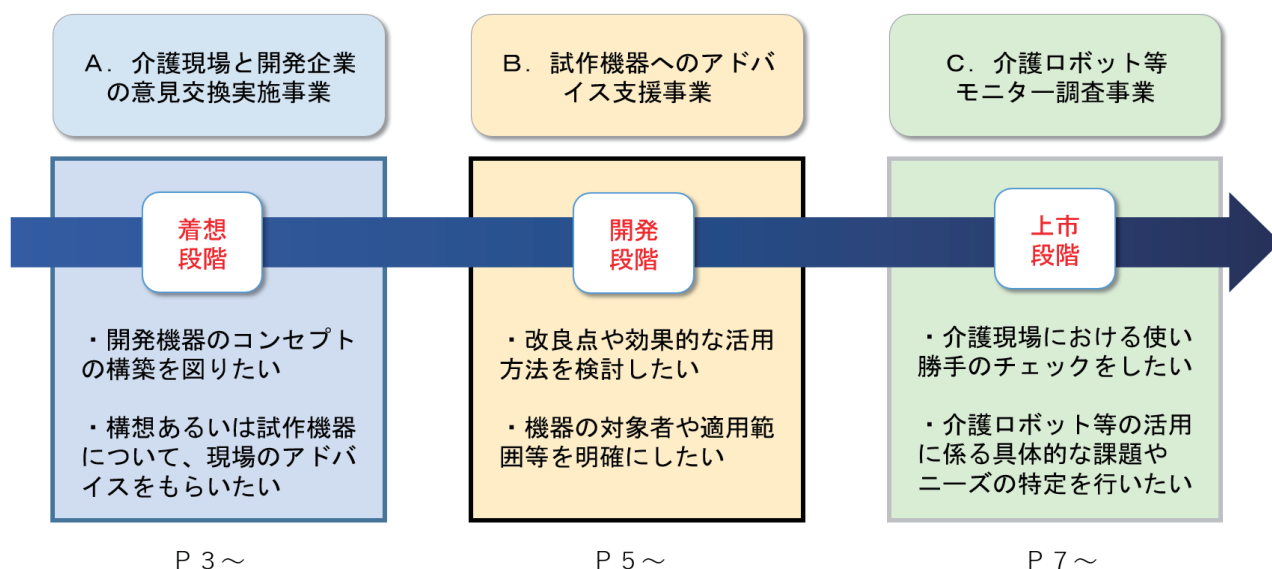 A．介護現場と開発企業
の意見交換実施事業
B．試作機器へのアドバ
イス支援事業
C．介護ロボット等
モニター調査事業
着想
段階
開発
段階
上市
段階
・開発機器のコンセプト
の構築を図りたい
・構想あるいは試作機器
について、現場のアドバ
イスをもらいたい
・改良点や効果的な活用
方法を検討したい
・機器の対象者や適用範
囲等を明確にしたい
・介護現場における使い
勝手のチェックをしたい
・介護ロボット等の活用
に係る具体的な課題や
ニーズの特定を行いたい
Ｐ３～
Ｐ５～
Ｐ７～